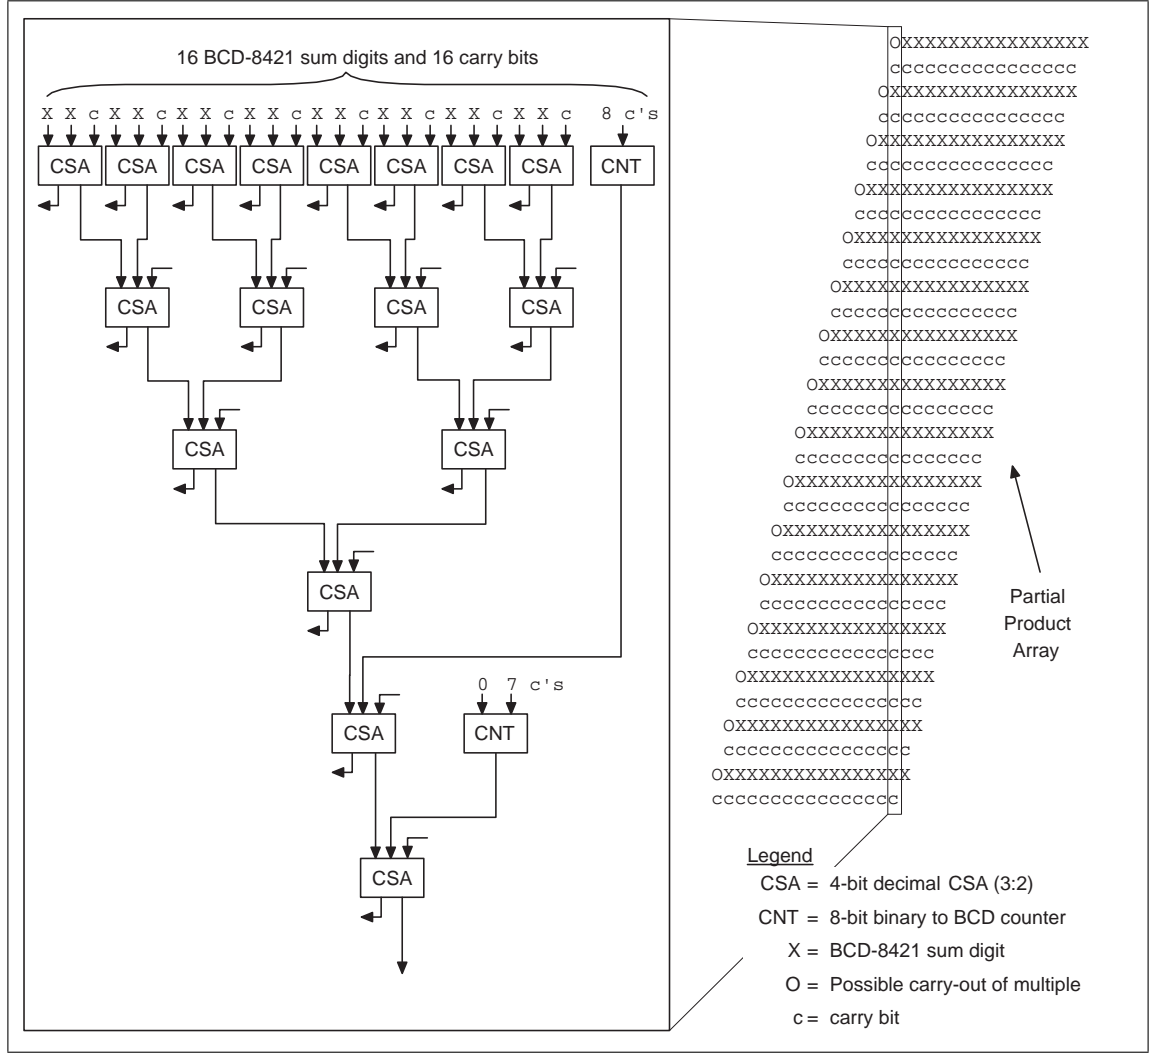 16 BCD-8421 sum digits and 16 carry bits
X X c X X c X X c X X c X X c X X c X X c X X c 8 c's
CSA CSA CSA CSA CSA CSA CSA CSA CNT
CSA CSA CSA CSA
CSA CSA
CSA
0 7 c's
CSA CNT
CSA
OXXXXXXXXXXXXXXXX
cccccccccccccccc
OXXXXXXXXXXXXXXXX
cccccccccccccccc
OXXXXXXXXXXXXXXXX
cccccccccccccccc
OXXXXXXXXXXXXXXXX
cccccccccccccccc
OXXXXXXXXXXXXXXXX
cccccccccccccccc
OXXXXXXXXXXXXXXXX
cccccccccccccccc
OXXXXXXXXXXXXXXXX
cccccccccccccccc
OXXXXXXXXXXXXXXXX
cccccccccccccccc
OXXXXXXXXXXXXXXXX
cccccccccccccccc
OXXXXXXXXXXXXXXXX
cccccccccccccccc
OXXXXXXXXXXXXXXXX
cccccccccccccccc
OXXXXXXXXXXXXXXXX
cccccccccccccccc
OXXXXXXXXXXXXXXXX
cccccccccccccccc
OXXXXXXXXXXXXXXXX
cccccccccccccccc
OXXXXXXXXXXXXXXXX
cccccccccccccccc
OXXXXXXXXXXXXXXXX
cccccccccccccccc
Partial
Product
Array
Legend
CSA = 4-bit decimal CSA (3:2)
CNT = 8-bit binary to BCD counter
X = BCD-8421 sum digit
O = Possible carry-out of multiple
c = carry bit